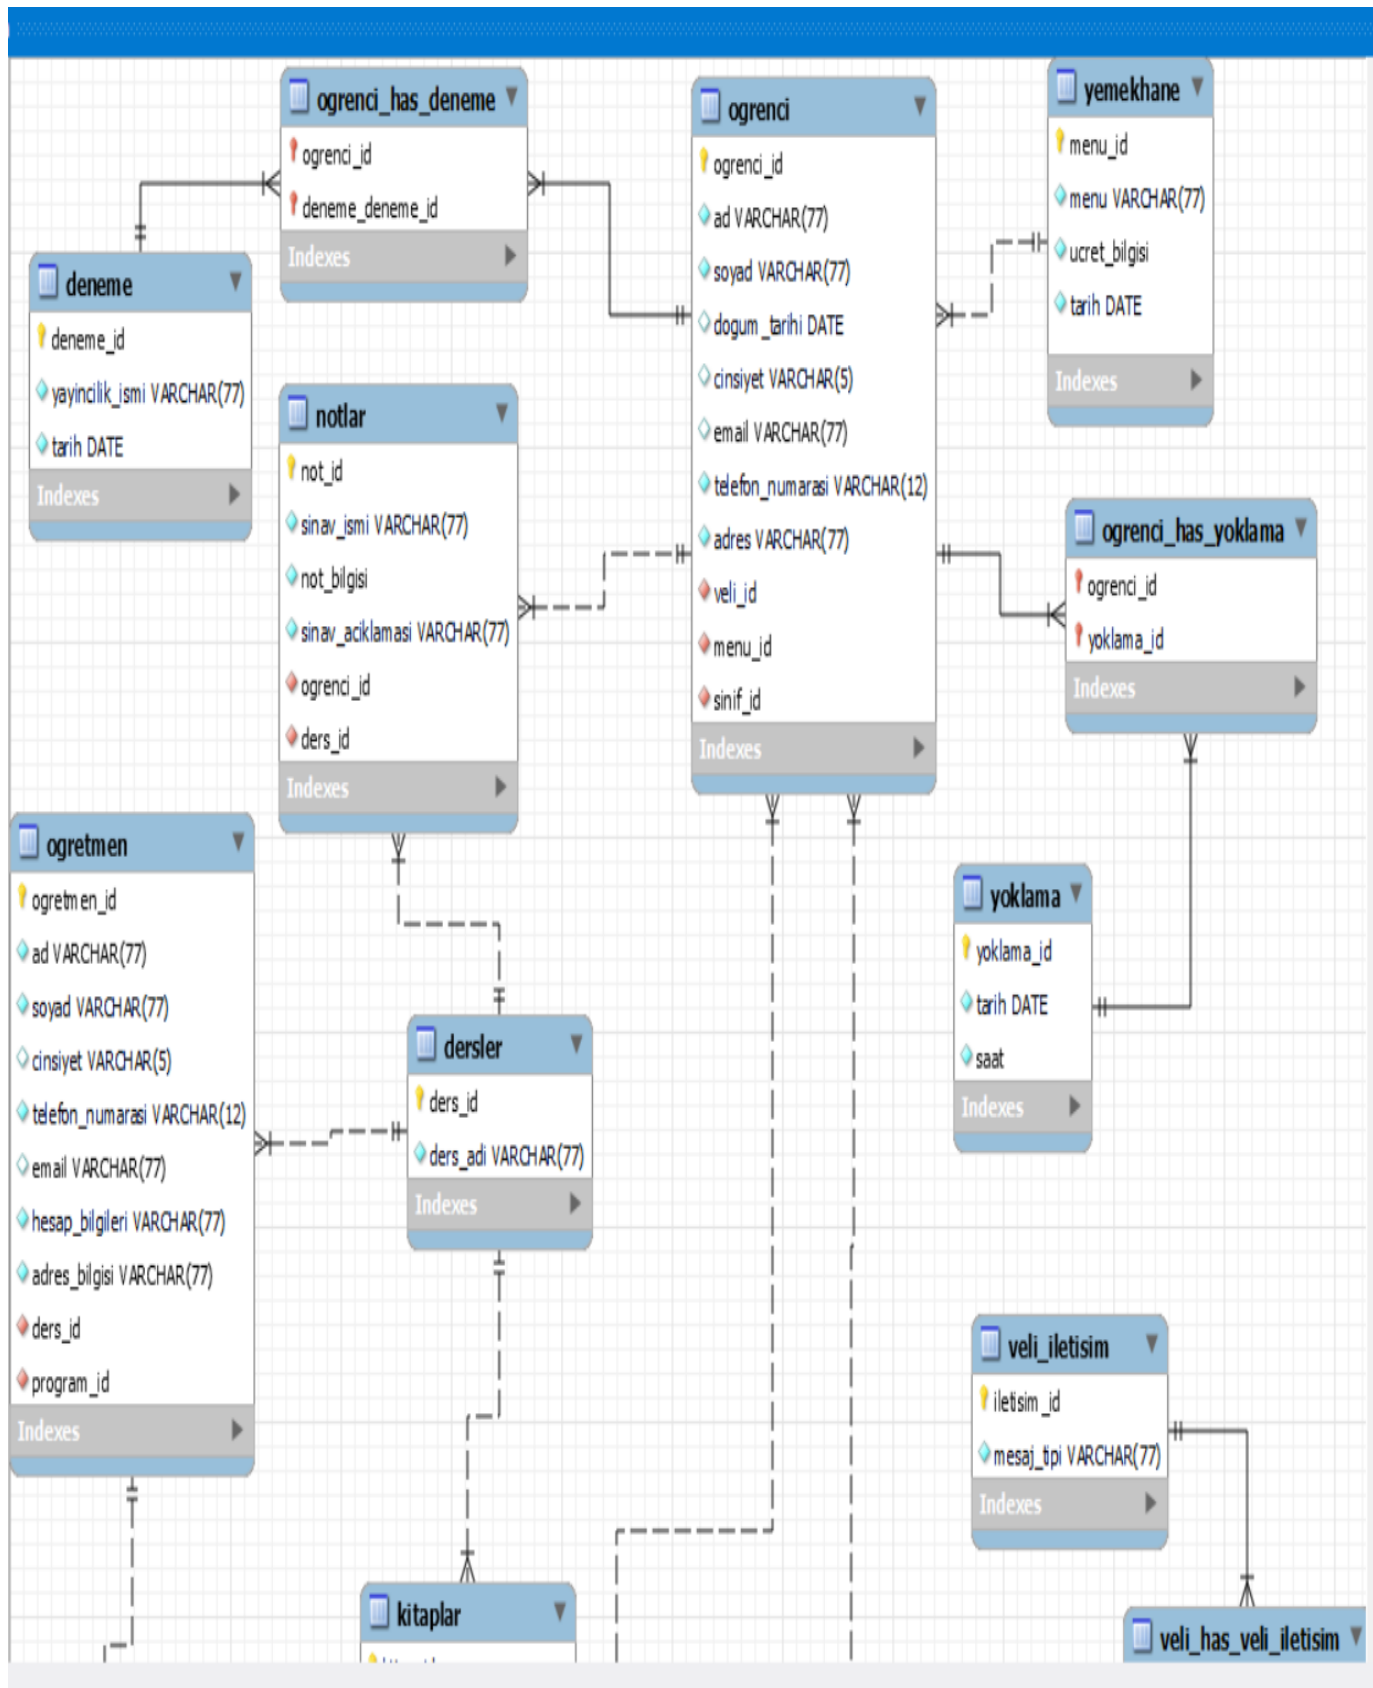 ogrenci_has_deneme
ogrenci_id
deneme_deneme_id
Indexes
ogrenci
ogrenci_id
ad VARCHAR(77)
soyad VARCHAR(77)
dogum_tarihi DATE
cinsiyet VARCHAR(5)
email VARCHAR(77)
telefon_numarasi VARCHAR(12)
adres VARCHAR(77)
veli_id
menu_id
sinif_id
Indexes
yemekhane
menu_id
menu VARCHAR(77)
ucret_bilgisi
tarih DATE
Indexes
deneme
deneme_id
yayincilik_ismi VARCHAR(77)
tarih DATE
Indexes
notlar
not_id
sinav_ismi VARCHAR(77)
not_bilgisi
sinav_aciklamasi VARCHAR(77)
ogrenci_id
ders_id
Indexes
ogrenci_has_yoklama
ogrenci_id
yoklama_id
Indexes
ogretmen
ogretmen_id
ad VARCHAR(77)
soyad VARCHAR(77)
cinsiyet VARCHAR(5)
telefon_numarasi VARCHAR(12)
email VARCHAR(77)
hesap_bilgileri VARCHAR(77)
adres_bilgisi VARCHAR(77)
ders_id
program_id
Indexes
dersler
ders_id
ders_adi VARCHAR(77)
Indexes
yoklama
yoklama_id
tarih DATE
saat
Indexes
veli_iletisim
iletisim_id
mesaj_tipi VARCHAR(77)
Indexes
kitaplar
veli_has_veli_iletisim